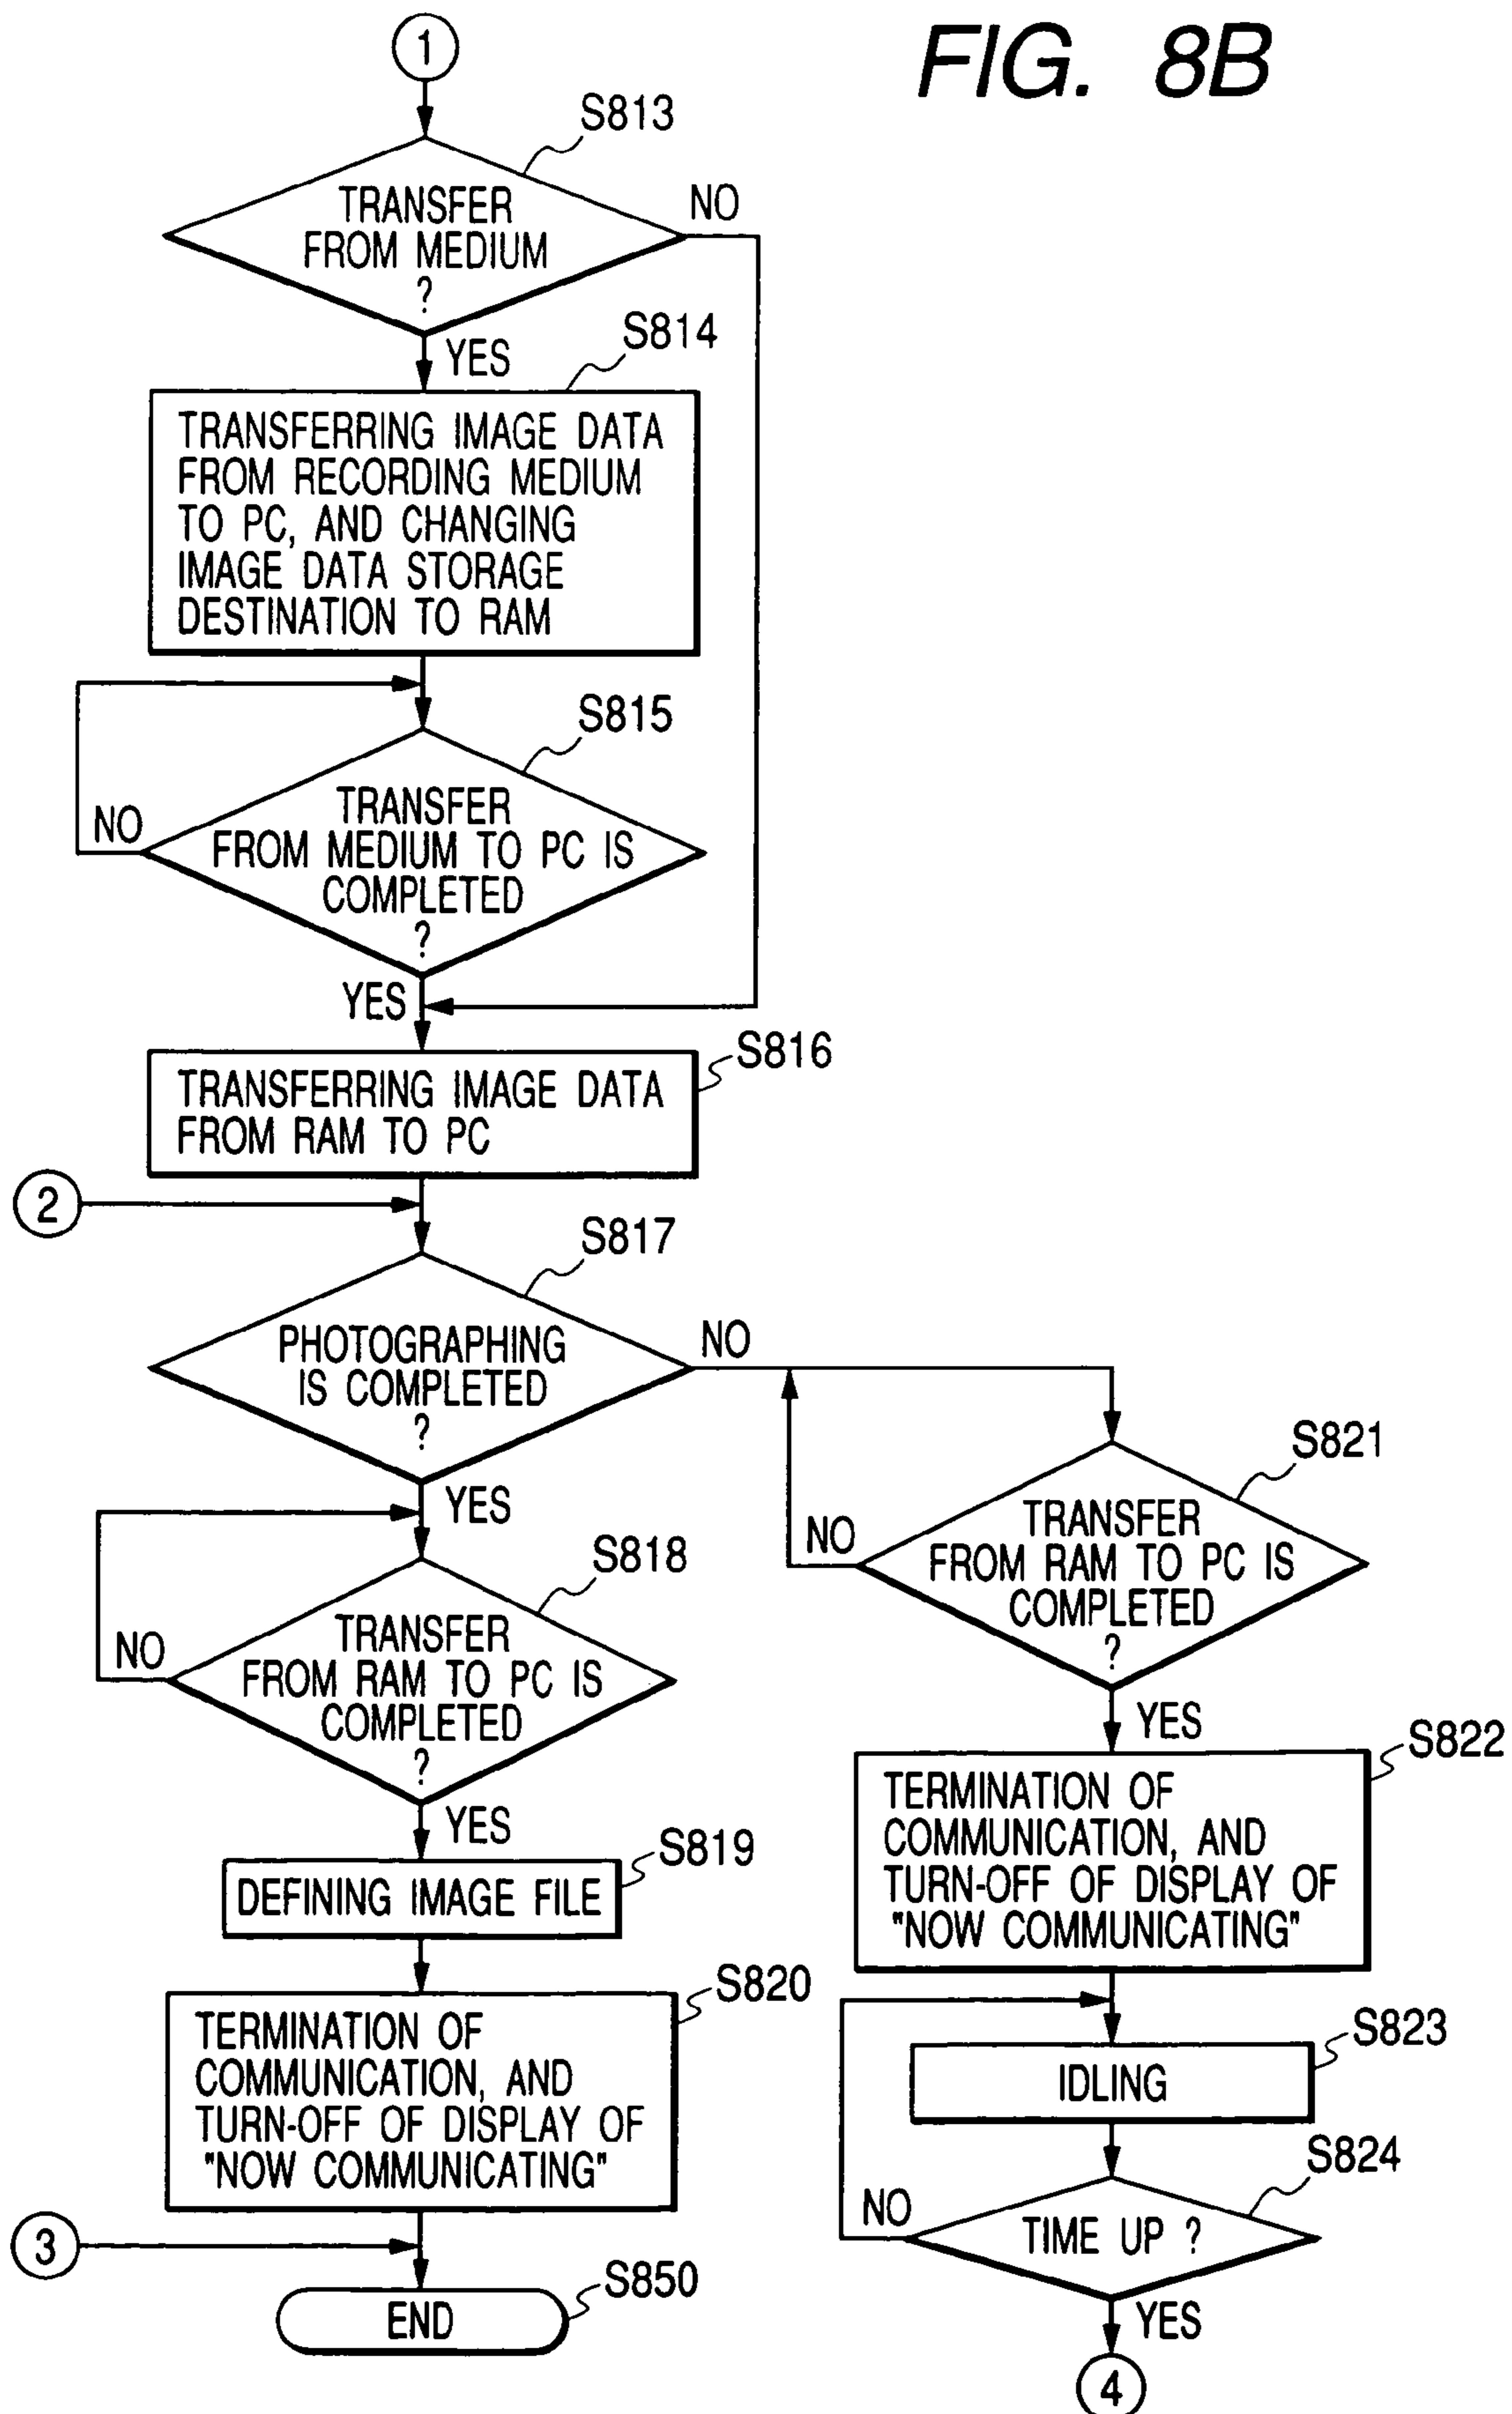 FIG. 8B
1
S813
TRANSFER
FROM MEDIUM
?
NO
YES
S814
TRANSFERRING IMAGE DATA
FROM RECORDING MEDIUM
TO PC, AND CHANGING
IMAGE DATA STORAGE
DESTINATION TO RAM
S815
TRANSFER
FROM MEDIUM TO PC IS
COMPLETED
?
NO
YES
S816
TRANSFERRING IMAGE DATA
FROM RAM TO PC
2
S817
PHOTOGRAPHING
IS COMPLETED
?
NO
YES
S818
TRANSFER
FROM RAM TO PC IS
COMPLETED
?
NO
YES
S819
DEFINING IMAGE FILE
S820
TERMINATION OF
COMMUNICATION, AND
TURN-OFF OF DISPLAY OF
"NOW COMMUNICATING"
3
S850
END
S821
TRANSFER
FROM RAM TO PC IS
COMPLETED
?
NO
YES
S822
TERMINATION OF
COMMUNICATION, AND
TURN-OFF OF DISPLAY OF
"NOW COMMUNICATING"
S823
IDLING
S824
TIME UP ?
NO
YES
4